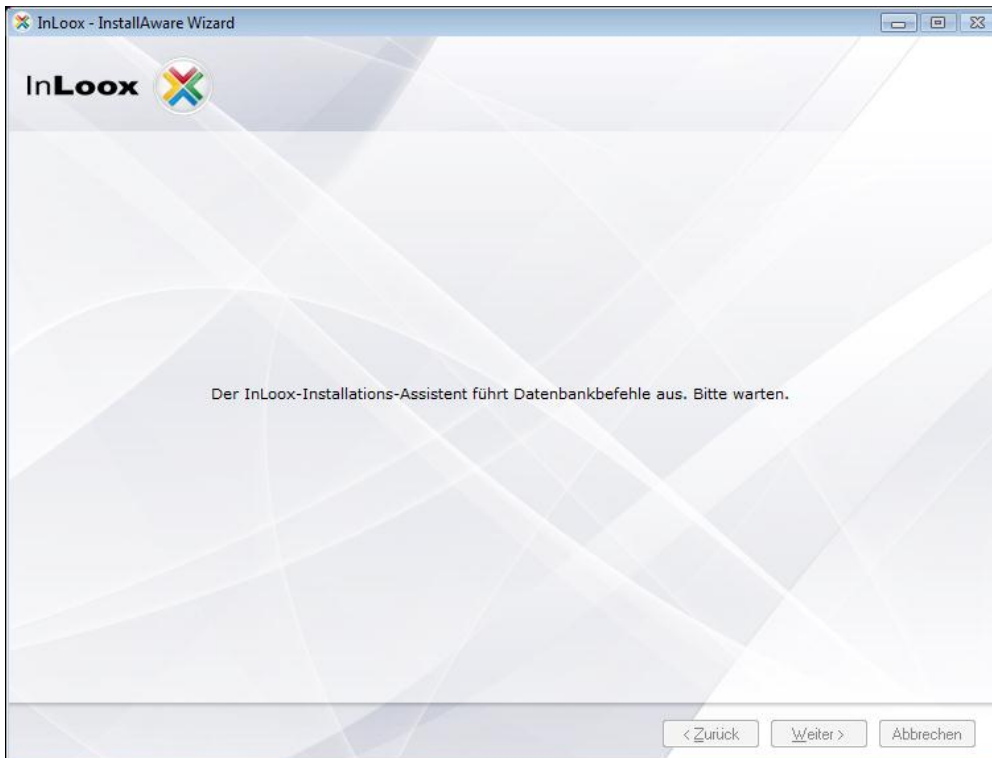 InLoox - InstallAware Wizard
InLoox
Der InLoox-Installations-Assistent führt Datenbankbefehle aus. Bitte warten.
< Zurück Weiter > Abbrechen